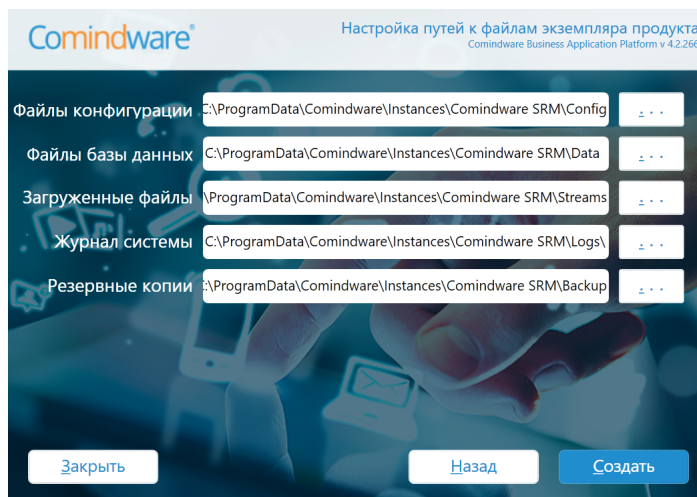 Comindware®
Настройка путей к файлам экземпляра продукта
Comindware Business Application Platform v 4.2.266
Файлы конфигурации C:\ProgramData\Comindware\Instances\Comindware SRM\Config ...
Файлы базы данных C:\ProgramData\Comindware\Instances\Comindware SRM\Data ...
Загруженные файлы \ProgramData\Comindware\Instances\Comindware SRM\Streams ...
Журнал системы C:\ProgramData\Comindware\Instances\Comindware SRM\Logs\ ...
Резервные копии :\ProgramData\Comindware\Instances\Comindware SRM\Backup ...
Закрыть Назад Создать